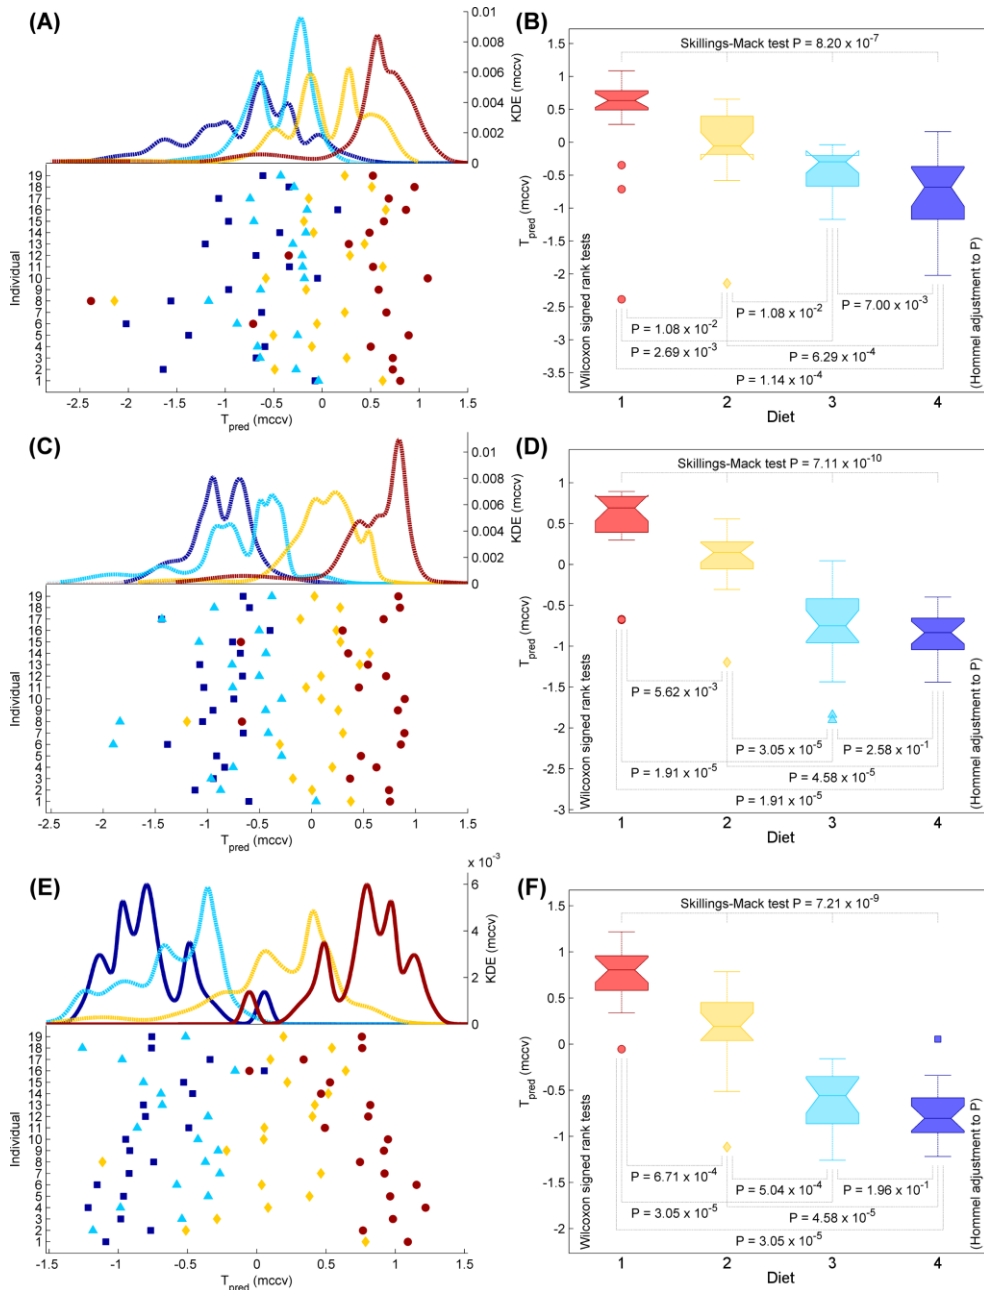 (A)
0.01
0.008
0.006
0.004
0.002
0
KDE (mccv)
19
18
17
16
15
14
13
12
11
10
9
8
7
6
5
4
3
2
1
Individual
-2.5 -2 -1.5 -1 -0.5 0 0.5 1 1.5
T_pred (mccv)
(B)
Skillings-Mack test P = 8.20 x 10^-7
1.5
1
0.5
0
-0.5
-1
-1.5
-2
-2.5
-3
-3.5
T_pred (mccv)
Wilcoxon signed rank tests
P = 7.00 x 10^-3
P = 1.08 x 10^-2
P = 1.08 x 10^-2
P = 2.69 x 10^-3
P = 6.29 x 10^-4
P = 1.14 x 10^-4
(Hommel adjustment to P)
1 2 3 4
Diet
(C)
0.01
0.008
0.006
0.004
0.002
0
KDE (mccv)
19
18
17
16
15
14
13
12
11
10
9
8
7
6
5
4
3
2
1
Individual
-2.5 -2 -1.5 -1 -0.5 0 0.5 1 1.5
T_pred (mccv)
(D)
Skillings-Mack test P = 7.11 x 10^-10
1
0.5
0
-0.5
-1
-1.5
-2
-2.5
-3
T_pred (mccv)
Wilcoxon signed rank tests
P = 5.62 x 10^-3
P = 3.05 x 10^-5
P = 2.58 x 10^-1
P = 1.91 x 10^-5
P = 4.58 x 10^-5
P = 1.91 x 10^-5
(Hommel adjustment to P)
1 2 3 4
Diet
(E)
x 10^-3
6
4
2
0
KDE (mccv)
19
18
17
16
15
14
13
12
11
10
9
8
7
6
5
4
3
2
1
Individual
-1.5 -1 -0.5 0 0.5 1 1.5
T_pred (mccv)
(F)
Skillings-Mack test P = 7.21 x 10^-9
1.5
1
0.5
0
-0.5
-1
-1.5
-2
T_pred (mccv)
Wilcoxon signed rank tests
P = 6.71 x 10^-4
P = 5.04 x 10^-4
P = 1.96 x 10^-1
P = 3.05 x 10^-5
P = 4.58 x 10^-5
P = 3.05 x 10^-5
(Hommel adjustment to P)
1 2 3 4
Diet